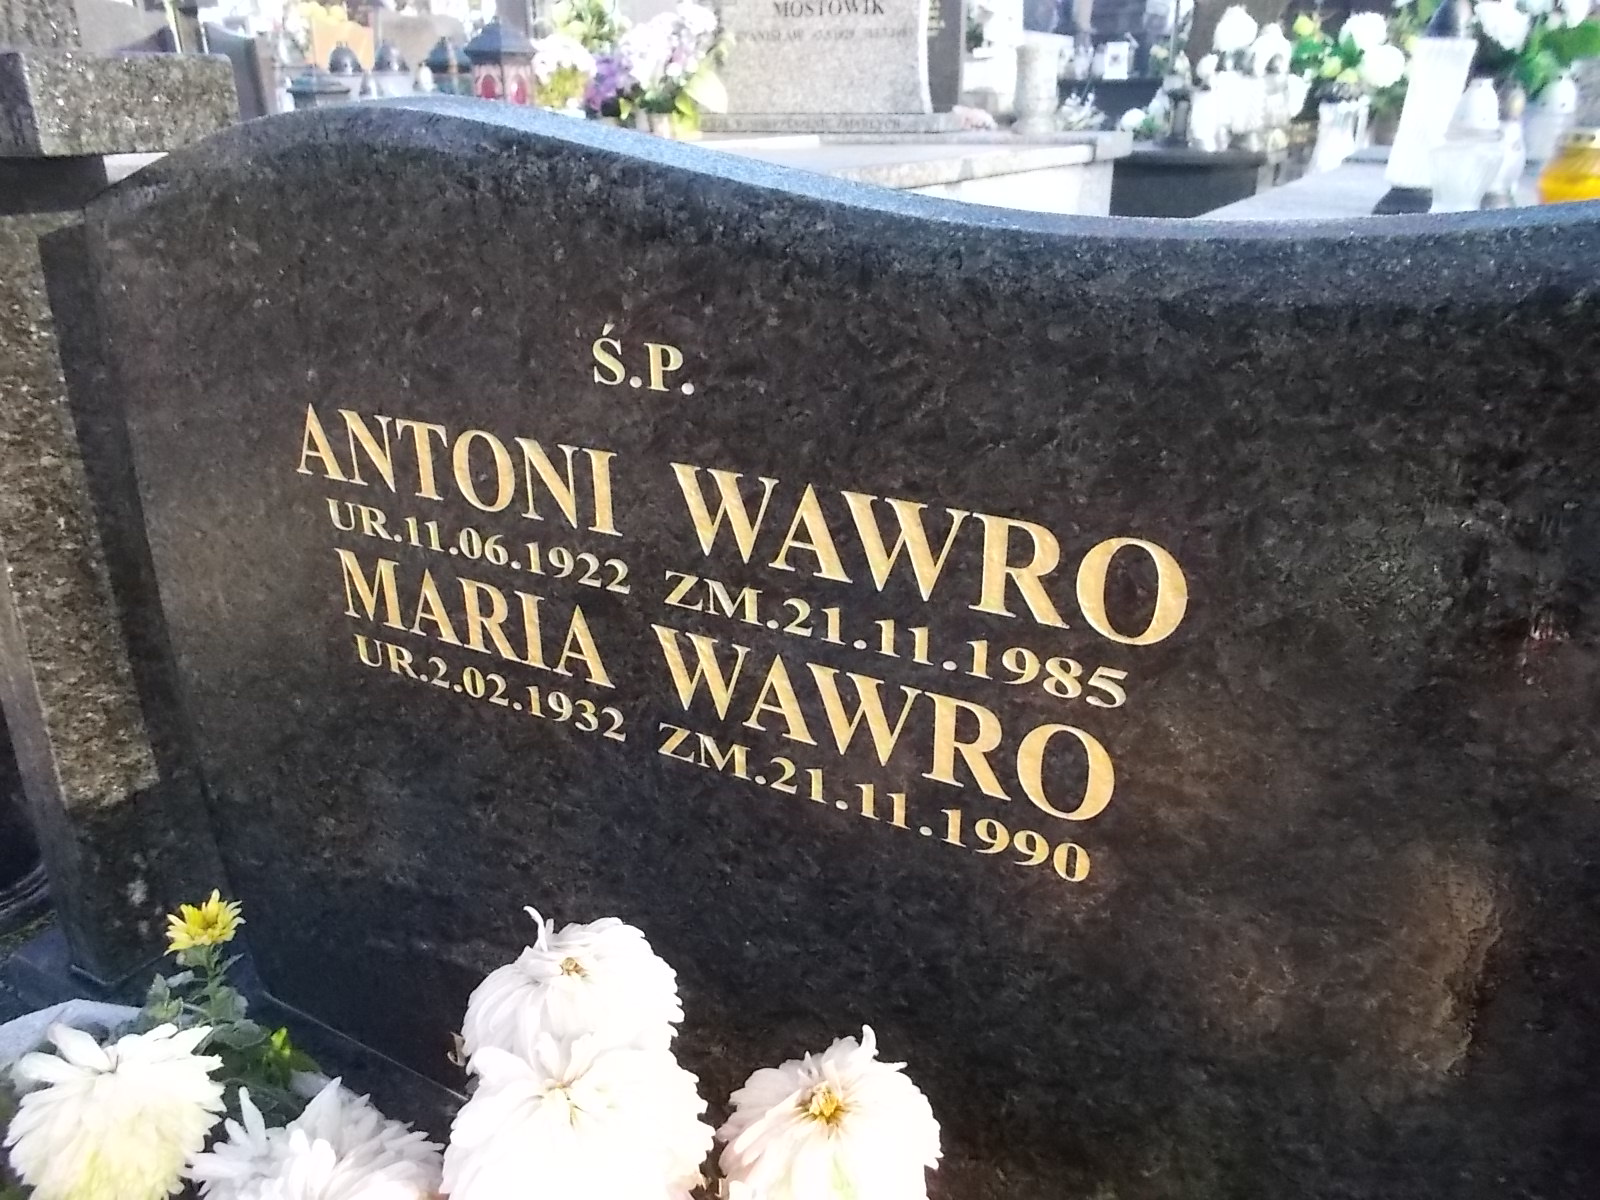 MOSTOWIK
Ś.P.
ANTONI WAWRO
UR.11.06.1922 ZM.21.11.1985
MARIA WAWRO
UR.2.02.1932 ZM.21.11.1990